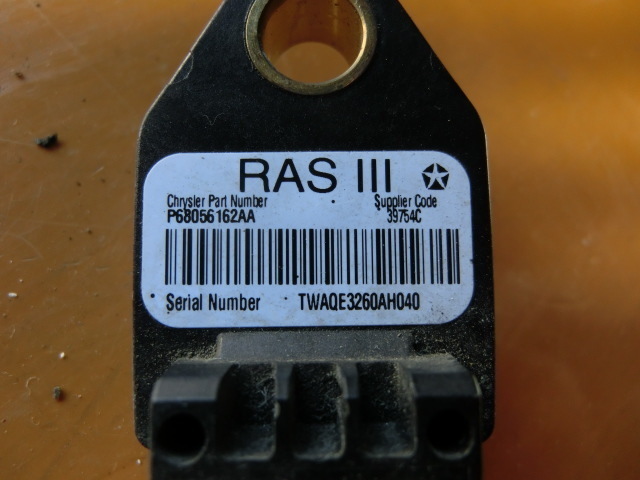 RAS III
Chrysler Part Number Supplier Code
P68056162AA 39754C
Serial Number TWAQE3260AH040